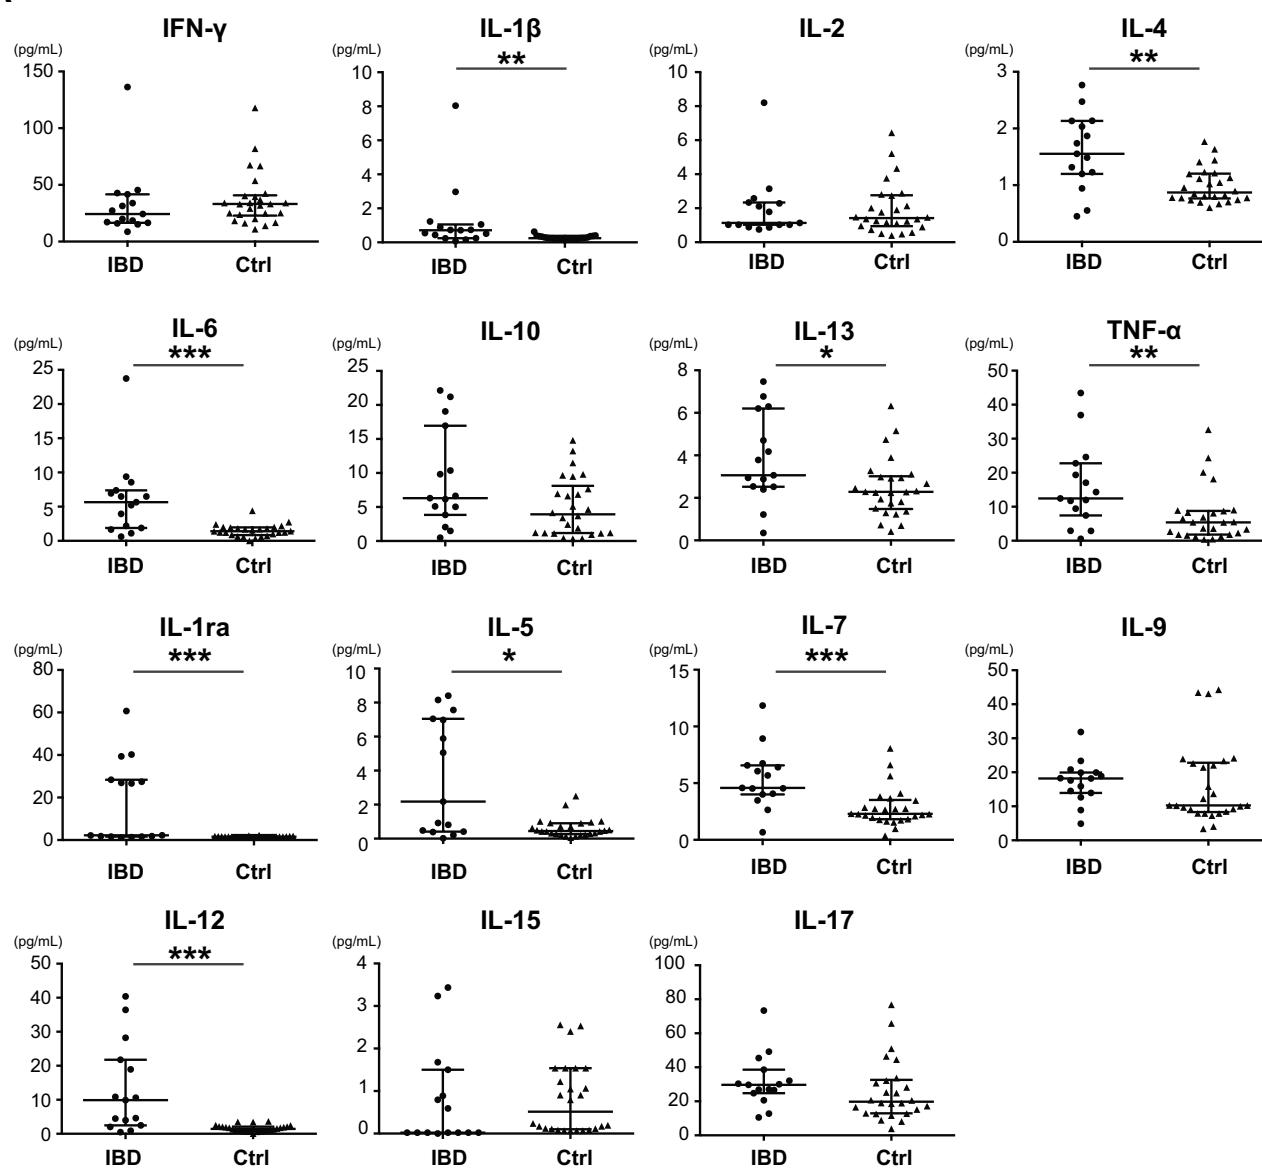 IFN-γ IL-1β IL-2 IL-4
(pg/mL) (pg/mL) (pg/mL) (pg/mL)
** **
150 10 10 3
8 8
100 6 6 2
4 4
50 2 2 1
0 0 0 0
IBD Ctrl IBD Ctrl IBD Ctrl IBD Ctrl
IL-6 IL-10 IL-13 TNF-α
(pg/mL) (pg/mL) (pg/mL) (pg/mL)
*** * **
25 25 8 50
20 20 40
6
15 15 30
4
10 10 20
5 5 2 10
0 0 0 0
IBD Ctrl IBD Ctrl IBD Ctrl IBD Ctrl
IL-1ra IL-5 IL-7 IL-9
(pg/mL) (pg/mL) (pg/mL) (pg/mL)
*** * ***
80 10 15 50
8 40
60 10
6 30
40
4 5 20
20 2 10
0 0 0 0
IBD Ctrl IBD Ctrl IBD Ctrl IBD Ctrl
IL-12 IL-15 IL-17
(pg/mL) (pg/mL) (pg/mL)
***
50 4 100
40 3 80
30 60
2
20 40
10 1 20
0 0 0
IBD Ctrl IBD Ctrl IBD Ctrl